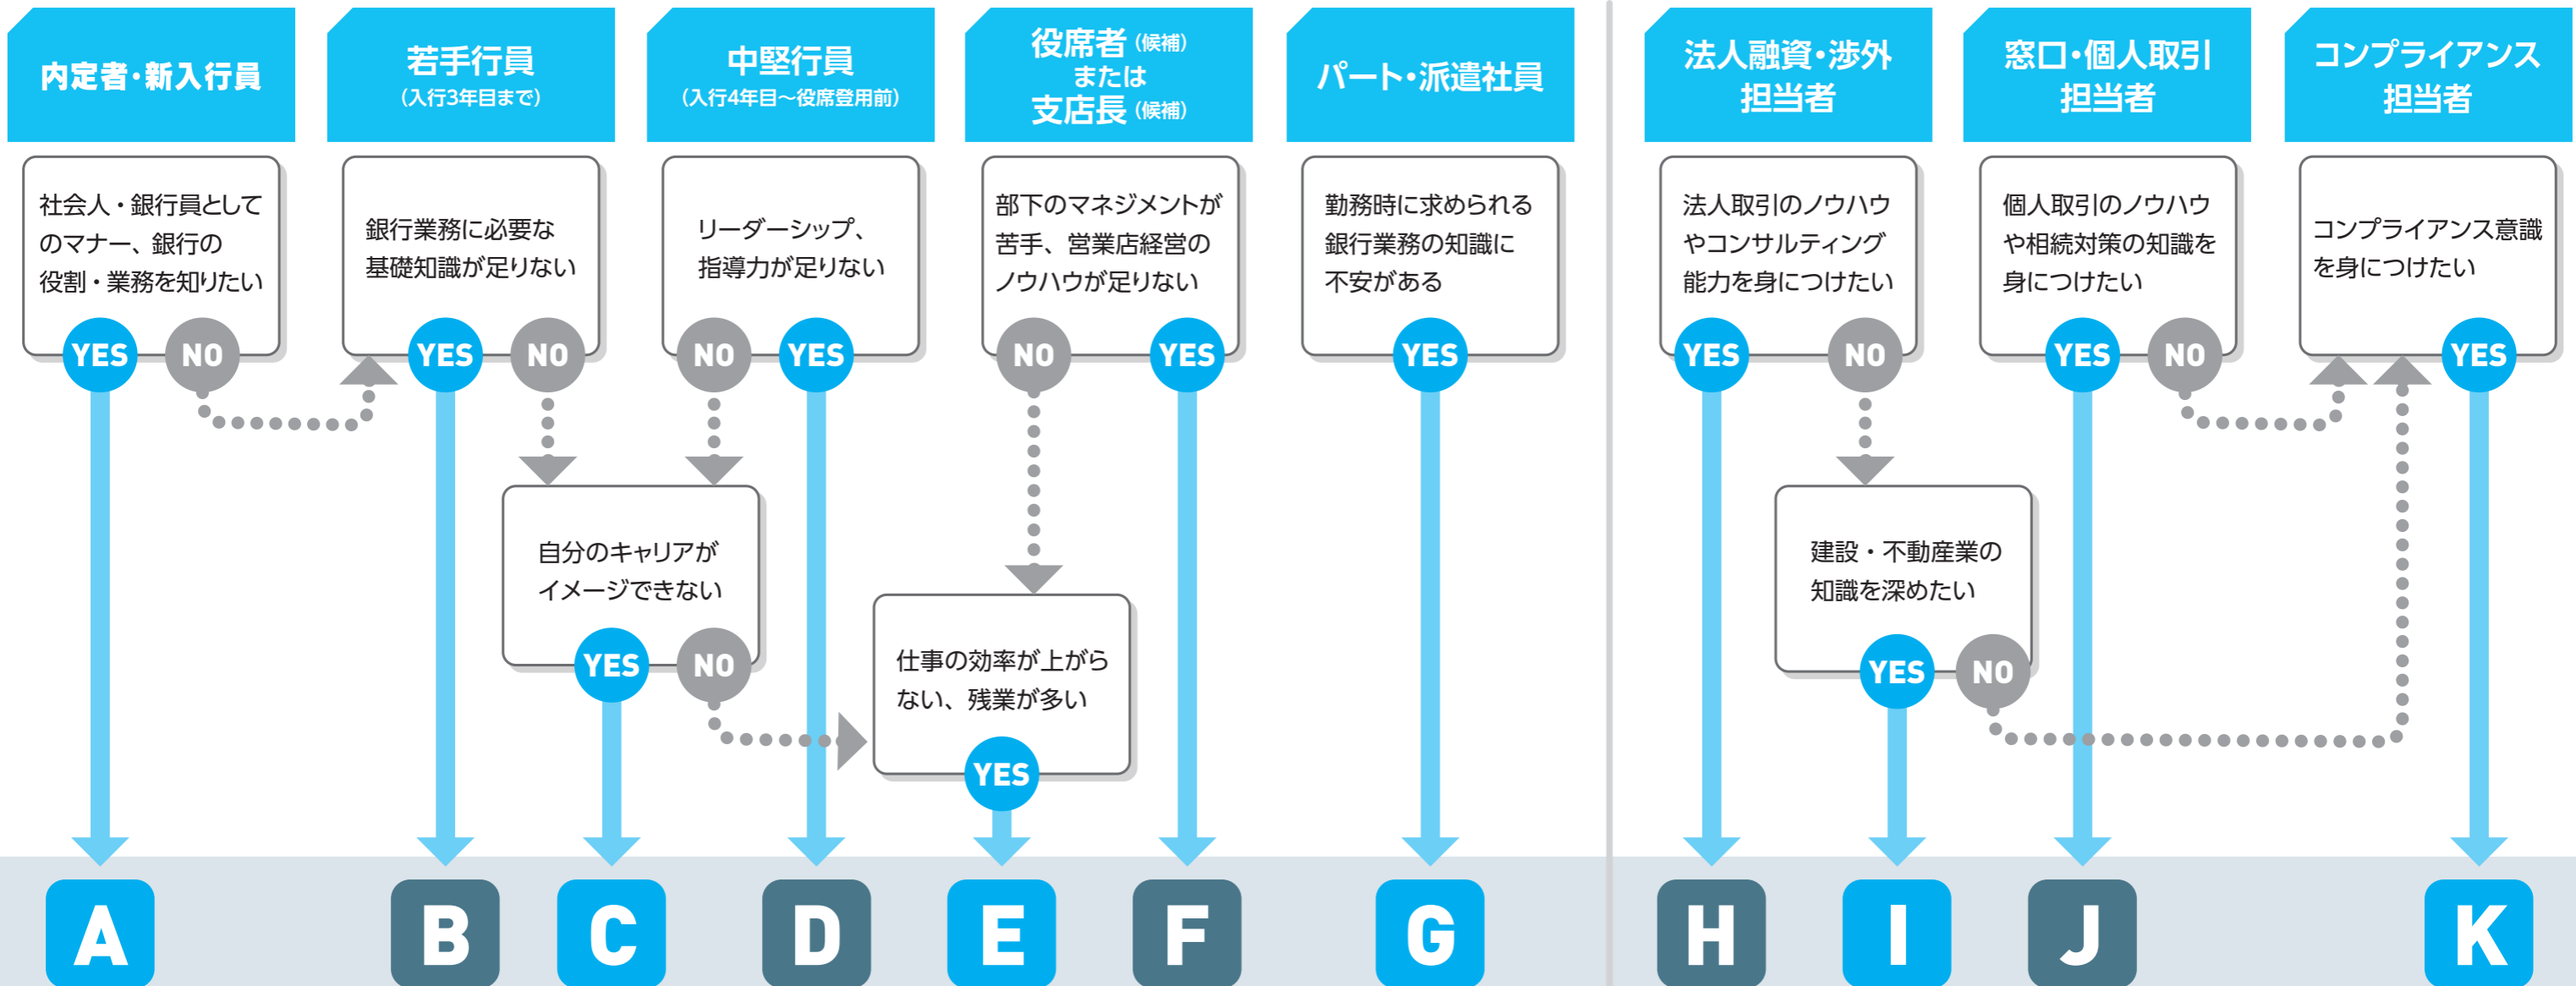 内定者・新入行員
若手行員
(入行3年目まで)
中堅行員
(入行4年目〜役席登用前)
役席者(候補)
または
支店長(候補)
パート・派遣社員
法人融資・渉外
担当者
窓口・個人取引
担当者
コンプライアンス
担当者
社会人・銀行員として
のマナー、銀行の
役割・業務を知りたい
YES
NO
銀行業務に必要な
基礎知識が足りない
YES
NO
リーダーシップ、
指導力が足りない
NO
YES
部下のマネジメントが
苦手、営業店経営の
ノウハウが足りない
NO
YES
勤務時に求められる
銀行業務の知識に
不安がある
YES
法人取引のノウハウ
やコンサルティング
能力を身につけたい
YES
NO
個人取引のノウハウ
や相続対策の知識を
身につけたい
YES
NO
コンプライアンス意識
を身につけたい
YES
自分のキャリアが
イメージできない
YES
NO
仕事の効率が上がら
ない、残業が多い
YES
建設・不動産業の
知識を深めたい
YES
NO
A
B
C
D
E
F
G
H
I
J
K